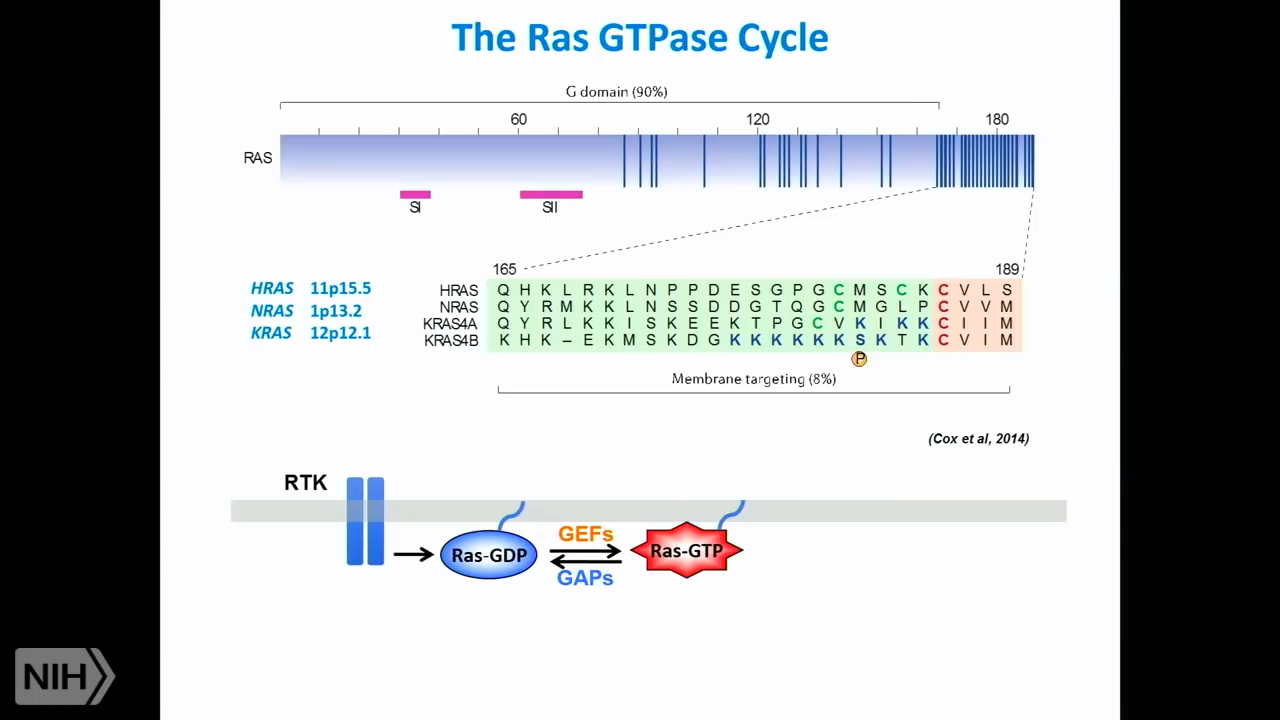 The Ras GTPase Cycle
G domain (90%)
60 120 180
RAS
SI SII
165 189
HRAS 11p15.5
NRAS 1p13.2
KRAS 12p12.1
HRAS Q H K L R K L N P P D E S G P G C M S C K C V L S
NRAS Q Y R M K K L N S S D D G T Q G C M G L P C V V M
KRAS4A Q Y R L K K I S K E E K T P G C V K I K K C I I M
KRAS4B K H K – E K M S K D G K K K K K K S K T K C V I M
P
Membrane targeting (8%)
(Cox et al, 2014)
RTK
Ras-GDP
GEFs
GAPs
Ras-GTP
NIH